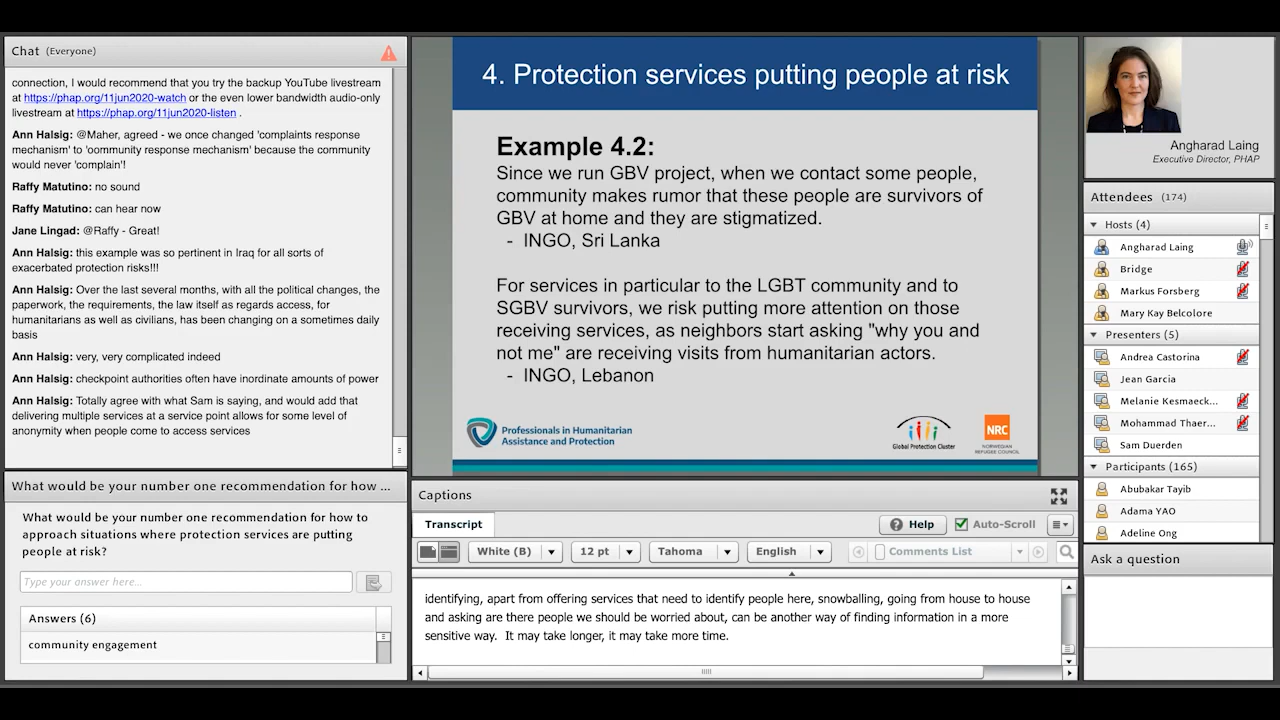 Chat (Everyone)
connection, I would recommend that you try the backup YouTube livestream
at https://phap.org/11jun2020-watch or the even lower bandwidth audio-only
livestream at https://phap.org/11jun2020-listen .
Ann Halsig: @Maher, agreed - we once changed 'complaints response
mechanism' to 'community response mechanism' because the community
would never 'complain'!
Raffy Matutino: no sound
Raffy Matutino: can hear now
Jane Lingad: @Raffy - Great!
Ann Halsig: this example was so pertinent in Iraq for all sorts of
exacerbated protection risks!!!
Ann Halsig: Over the last several months, with all the political changes, the
paperwork, the requirements, the law itself as regards access, for
humanitarians as well as civilians, has been changing on a sometimes daily
basis
Ann Halsig: very, very complicated indeed
Ann Halsig: checkpoint authorities often have inordinate amounts of power
Ann Halsig: Totally agree with what Sam is saying, and would add that
delivering multiple services at a service point allows for some level of
anonymity when people come to access services
What would be your number one recommendation for how ...
What would be your number one recommendation for how to
approach situations where protection services are putting
people at risk?
Type your answer here...
Answers (6)
community engagement
4. Protection services putting people at risk
Example 4.2:
Since we run GBV project, when we contact some people,
community makes rumor that these people are survivors of
GBV at home and they are stigmatized.
- INGO, Sri Lanka
For services in particular to the LGBT community and to
SGBV survivors, we risk putting more attention on those
receiving services, as neighbors start asking "why you and
not me" are receiving visits from humanitarian actors.
- INGO, Lebanon
Professionals in Humanitarian
Assistance and Protection
Global Protection Cluster
NRC
NORWEGIAN
REFUGEE COUNCIL
Captions
Transcript
Help
Auto-Scroll
White (B)
12 pt
Tahoma
English
Comments List
identifying, apart from offering services that need to identify people here, snowballing, going from house to house
and asking are there people we should be worried about, can be another way of finding information in a more
sensitive way. It may take longer, it may take more time.
Angharad Laing
Executive Director, PHAP
Attendees (174)
Hosts (4)
Angharad Laing
Bridge
Markus Forsberg
Mary Kay Belcolore
Presenters (5)
Andrea Castorina
Jean Garcia
Melanie Kesmaeck...
Mohammad Thaer...
Sam Duerden
Participants (165)
Abubakar Tayib
Adama YAO
Adeline Ong
Ask a question